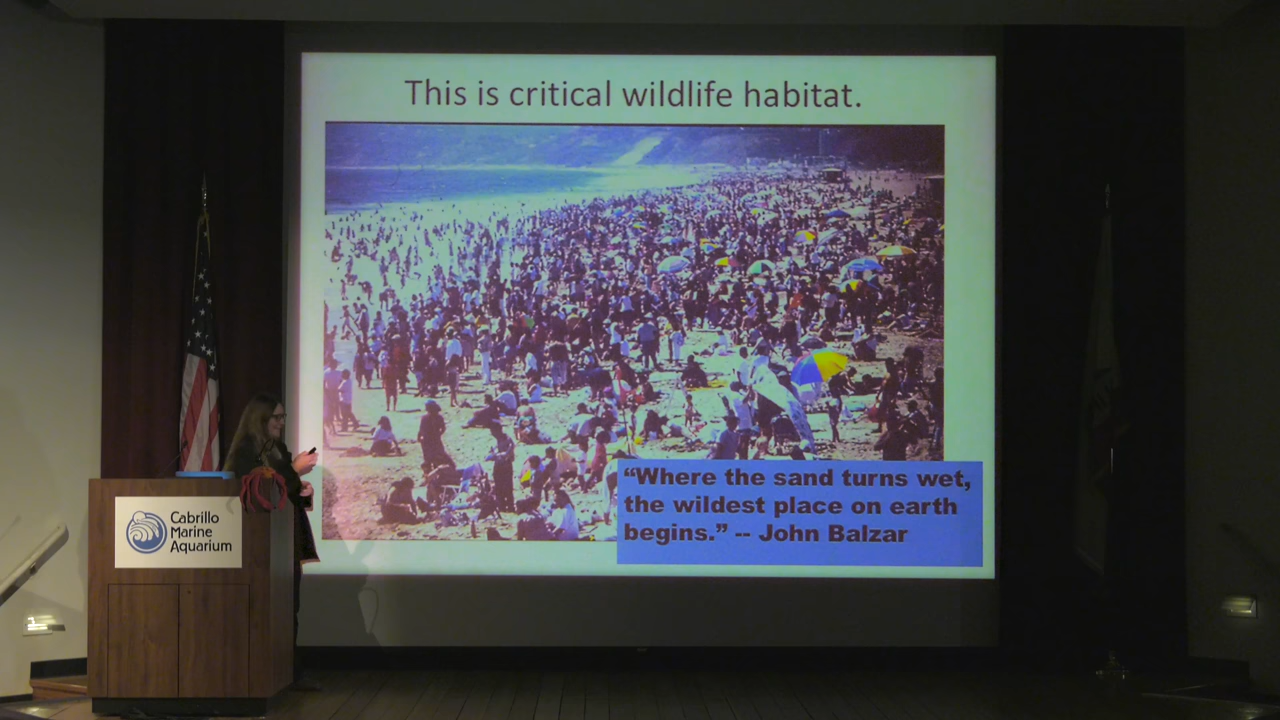 This is critical wildlife habitat.
“Where the sand turns wet,
the wildest place on earth
begins.” -- John Balzar
Cabrillo
Marine
Aquarium